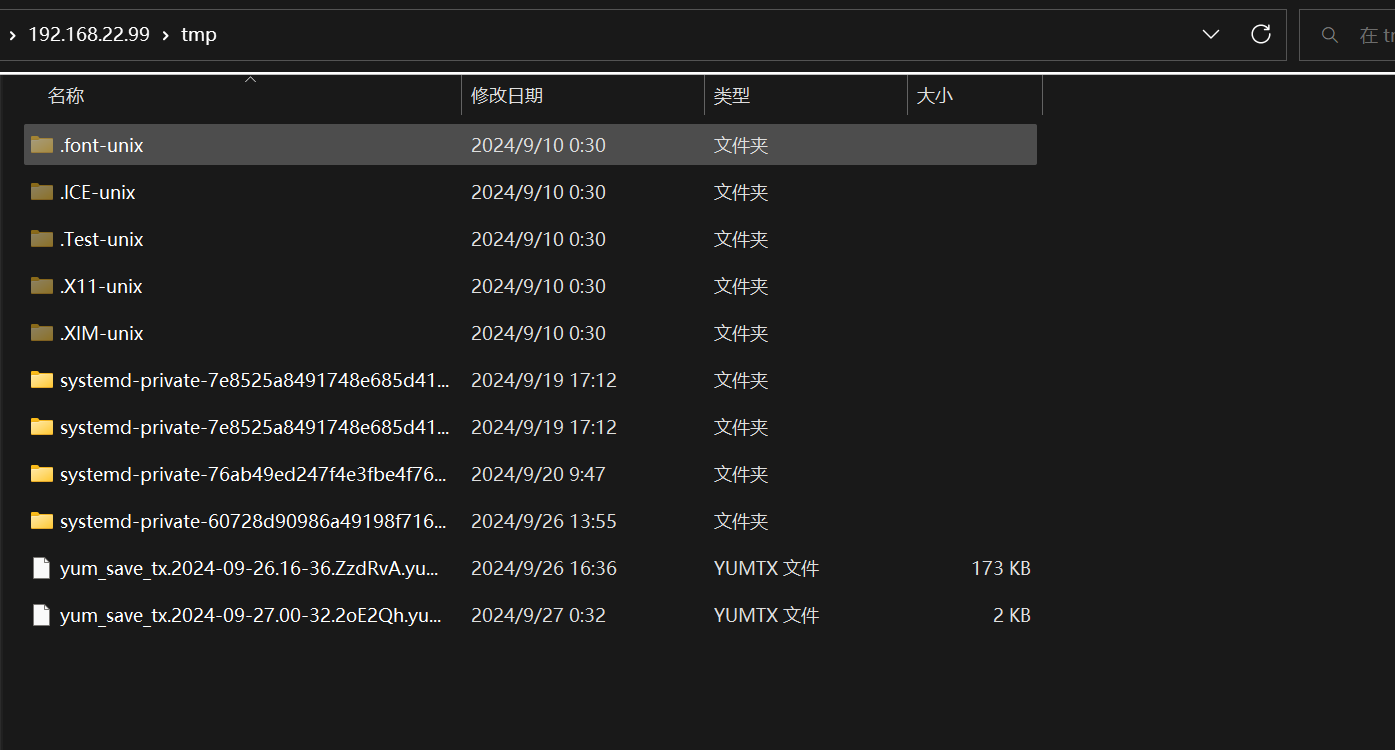 › 192.168.22.99 › tmp 在 t
名称 修改日期 类型 大小
.font-unix 2024/9/10 0:30 文件夹
.ICE-unix 2024/9/10 0:30 文件夹
.Test-unix 2024/9/10 0:30 文件夹
.X11-unix 2024/9/10 0:30 文件夹
.XIM-unix 2024/9/10 0:30 文件夹
systemd-private-7e8525a8491748e685d41... 2024/9/19 17:12 文件夹
systemd-private-7e8525a8491748e685d41... 2024/9/19 17:12 文件夹
systemd-private-76ab49ed247f4e3fbe4f76... 2024/9/20 9:47 文件夹
systemd-private-60728d90986a49198f716... 2024/9/26 13:55 文件夹
yum_save_tx.2024-09-26.16-36.ZzdRvA.yu... 2024/9/26 16:36 YUMTX 文件 173 KB
yum_save_tx.2024-09-27.00-32.2oE2Qh.yu... 2024/9/27 0:32 YUMTX 文件 2 KB